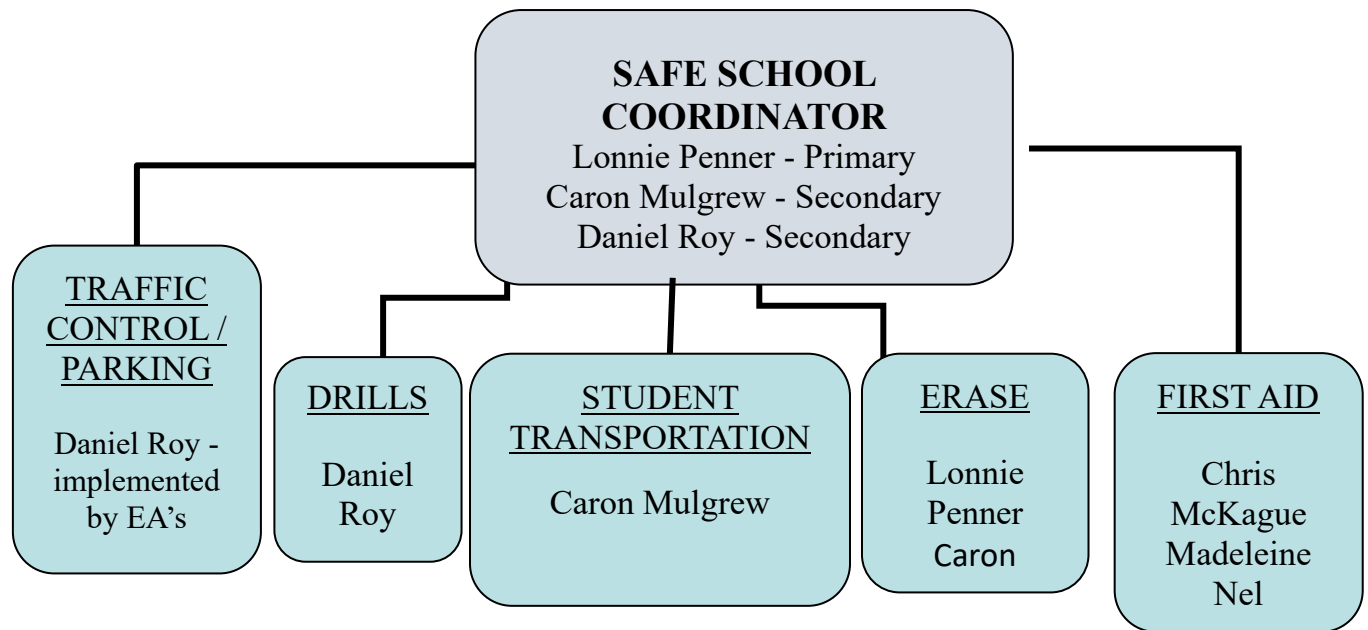 SAFE SCHOOL
COORDINATOR
Lonnie Penner - Primary
Caron Mulgrew - Secondary
Daniel Roy - Secondary
TRAFFIC
CONTROL /
PARKING
Daniel Roy -
implemented
by EA’s
DRILLS
Daniel
Roy
STUDENT
TRANSPORTATION
Caron Mulgrew
ERASE
Lonnie
Penner
Caron
FIRST AID
Chris
McKague
Madeleine
Nel